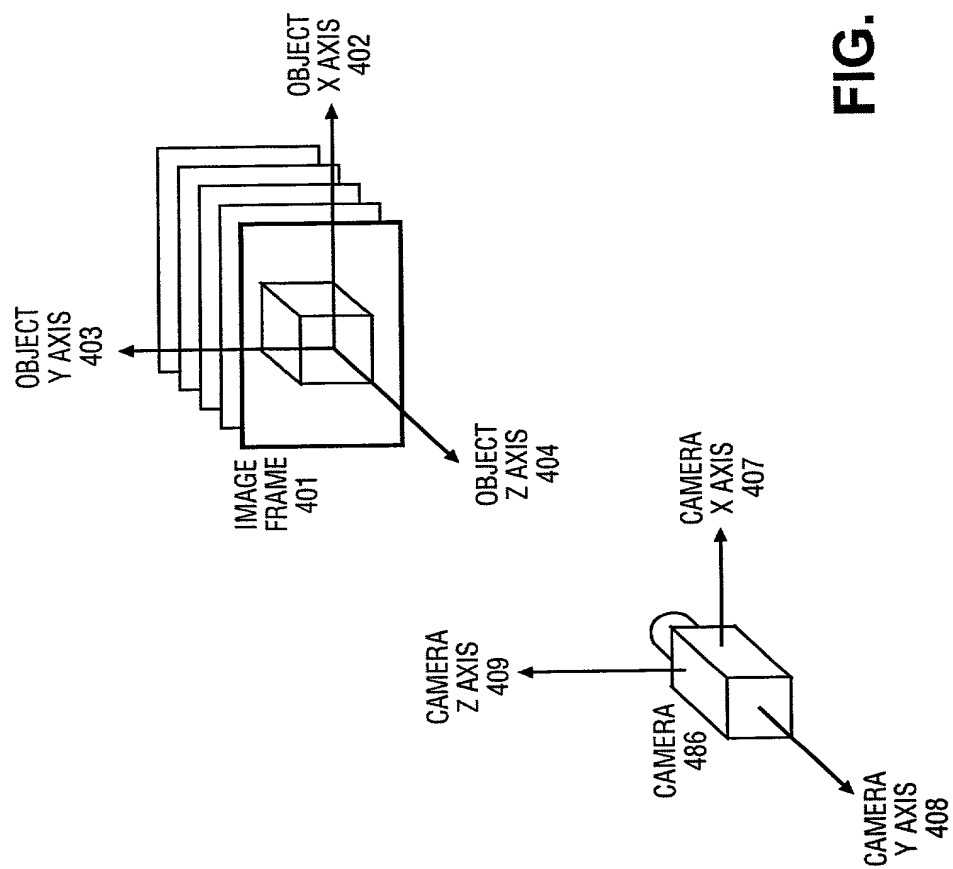 OBJECT
Y AXIS
403
OBJECT
X AXIS
402
IMAGE
FRAME
401
OBJECT
Z AXIS
404
CAMERA
Z AXIS
409
CAMERA
X AXIS
407
CAMERA
486
CAMERA
Y AXIS
408
FIG.